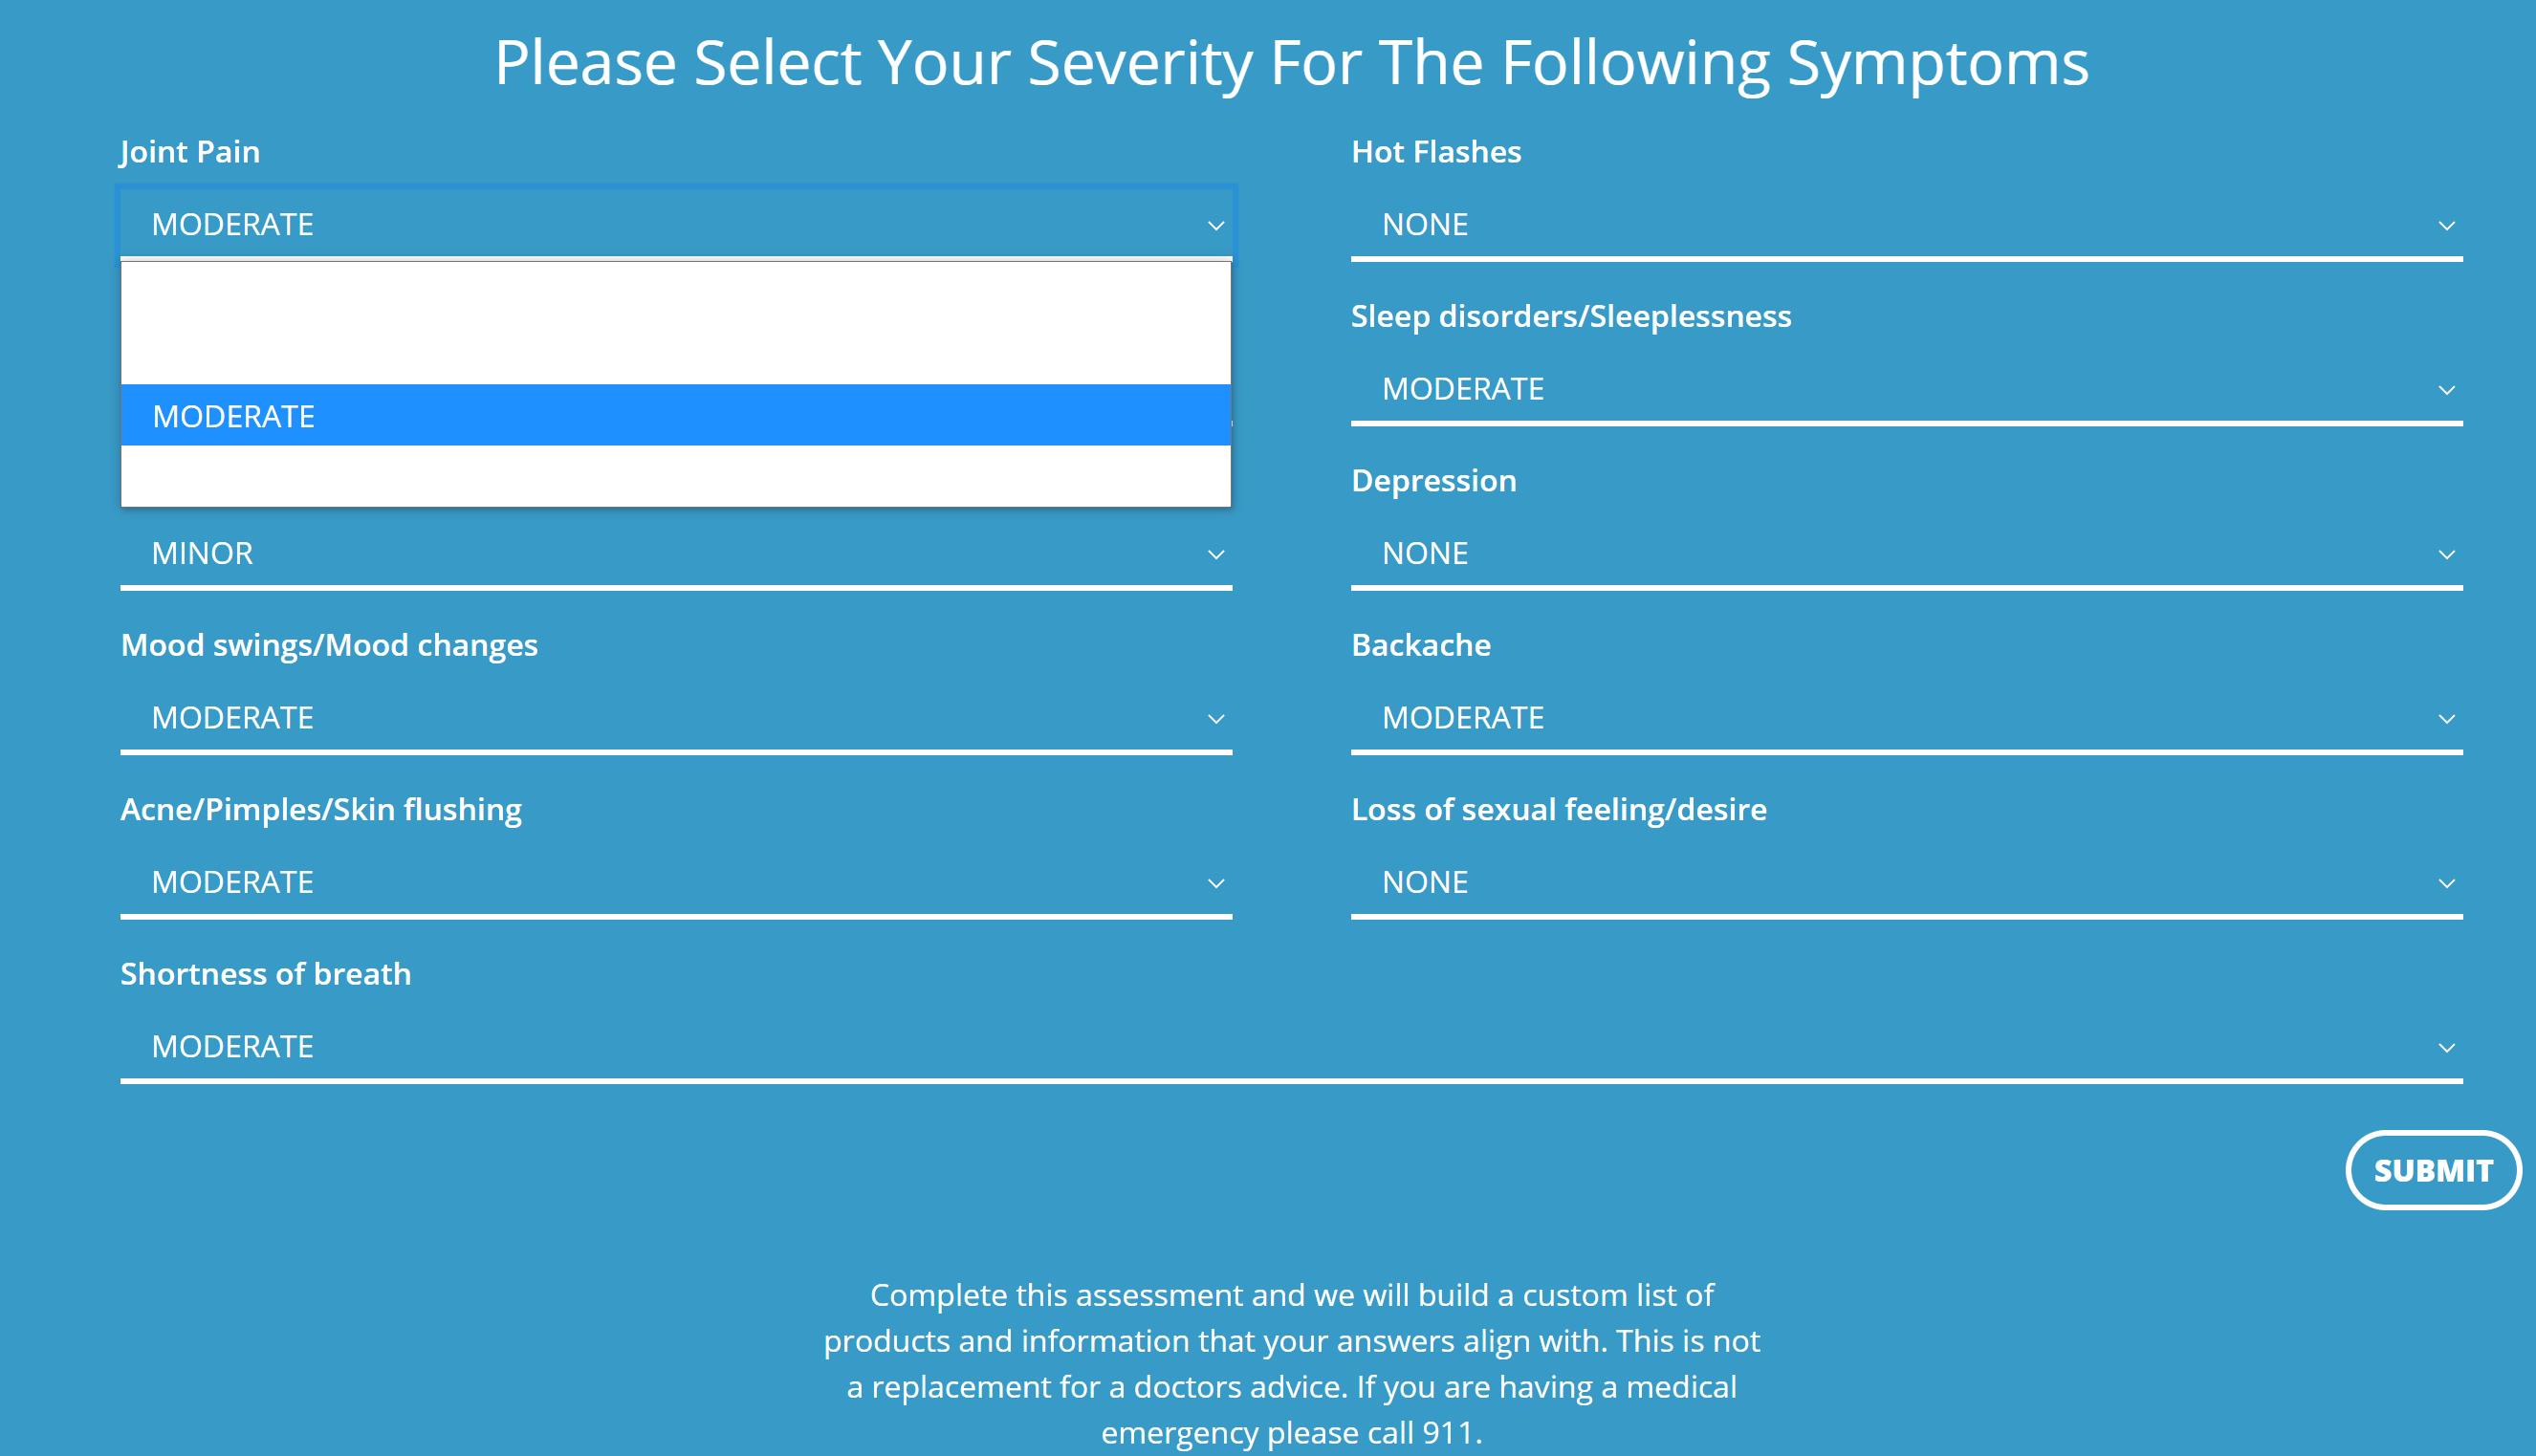 Please Select Your Severity For The Following Symptoms
Joint Pain
MODERATE
MODERATE
MINOR
Mood swings/Mood changes
MODERATE
Acne/Pimples/Skin flushing
MODERATE
Hot Flashes
NONE
Sleep disorders/Sleeplessness
MODERATE
Depression
NONE
Backache
MODERATE
Loss of sexual feeling/desire
NONE
Shortness of breath
MODERATE
SUBMIT
Complete this assessment and we will build a custom list of
products and information that your answers align with. This is not
a replacement for a doctors advice. If you are having a medical
emergency please call 911.